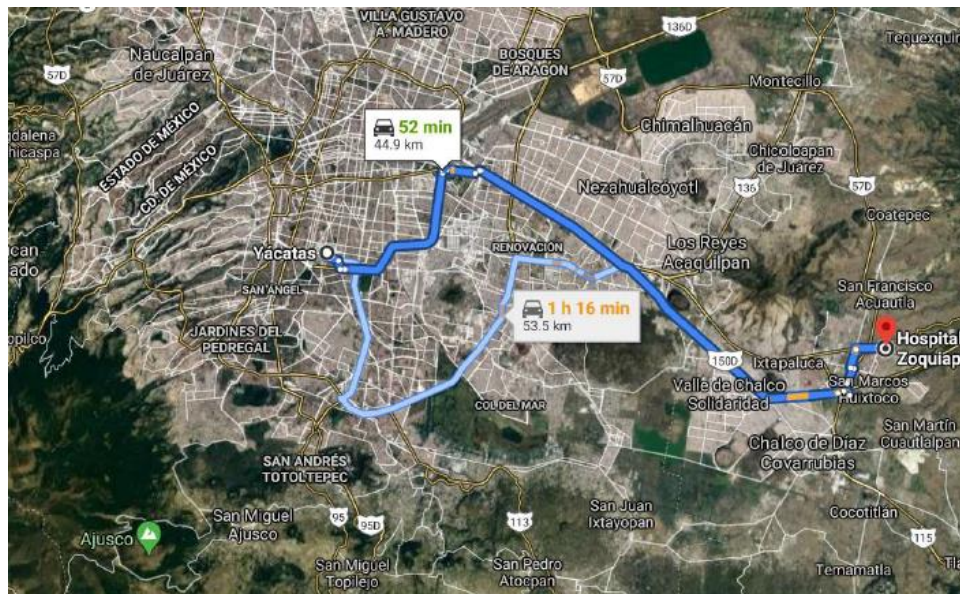 VILLA GUSTAVO
A. MADERO
136D
Naucalpan
de Juárez
BOSQUES
DE ARAGON
57D
57D
Montecillo
Chimalhuacán
52 min
44.9 km
ESTADO DE MÉXICO
CD. DE MÉXICO
Chicoloapan
de Juárez
Nezahualcóyotl
136
57D
Coatepec
Yácatas
RENOVACIÓN
Los Reyes
Acaquilpan
SAN ÁNGEL
San Francisco
Acuautla
1 h 16 min
53.5 km
JARDINES DEL
PEDREGAL
Hospital
Zoquiap
150D
Ixtapaluca
San Marcos
Huixtoco
Valle de Chalco
Solidaridad
COL DEL MAR
San Martín
Cuautlalpan
Chalco de Díaz
Covarrubias
SAN ANDRÉS
TOTOLTEPEC
San Miguel
Ajusco
95
95D
113
San Juan
Ixtayopan
Cocotitlán
115
Ajusco
San Miguel
Topilejo
San Pedro
Atocpan
Temamatla